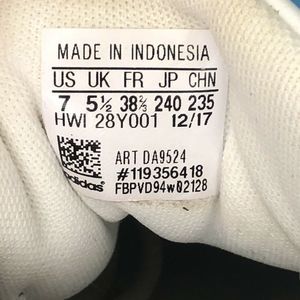 MADE IN INDONESIA
US UK FR JP CHN
7 5½ 38⅔ 240 235
HWI 28Y001 12/17
ART DA9524
#119356418
adidas FBPVD94w02128